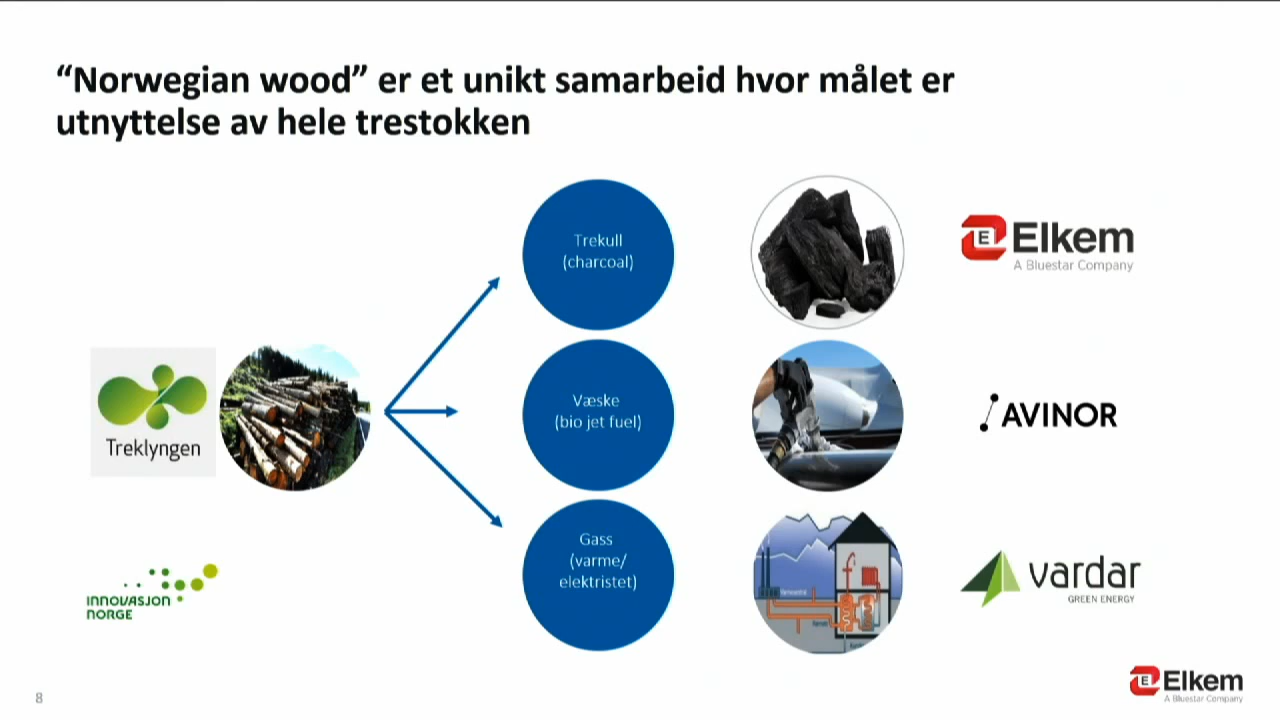 “Norwegian wood” er et unikt samarbeid hvor målet er
utnyttelse av hele trestokken
Trekull
(charcoal)
E Elkem
A Bluestar Company
Treklyngen
Væske
(bio jet fuel)
AVINOR
Gass
(varme/
elektristet)
vardar
GREEN ENERGY
INNOVASJON
NORGE
8
E Elkem
A Bluestar Company